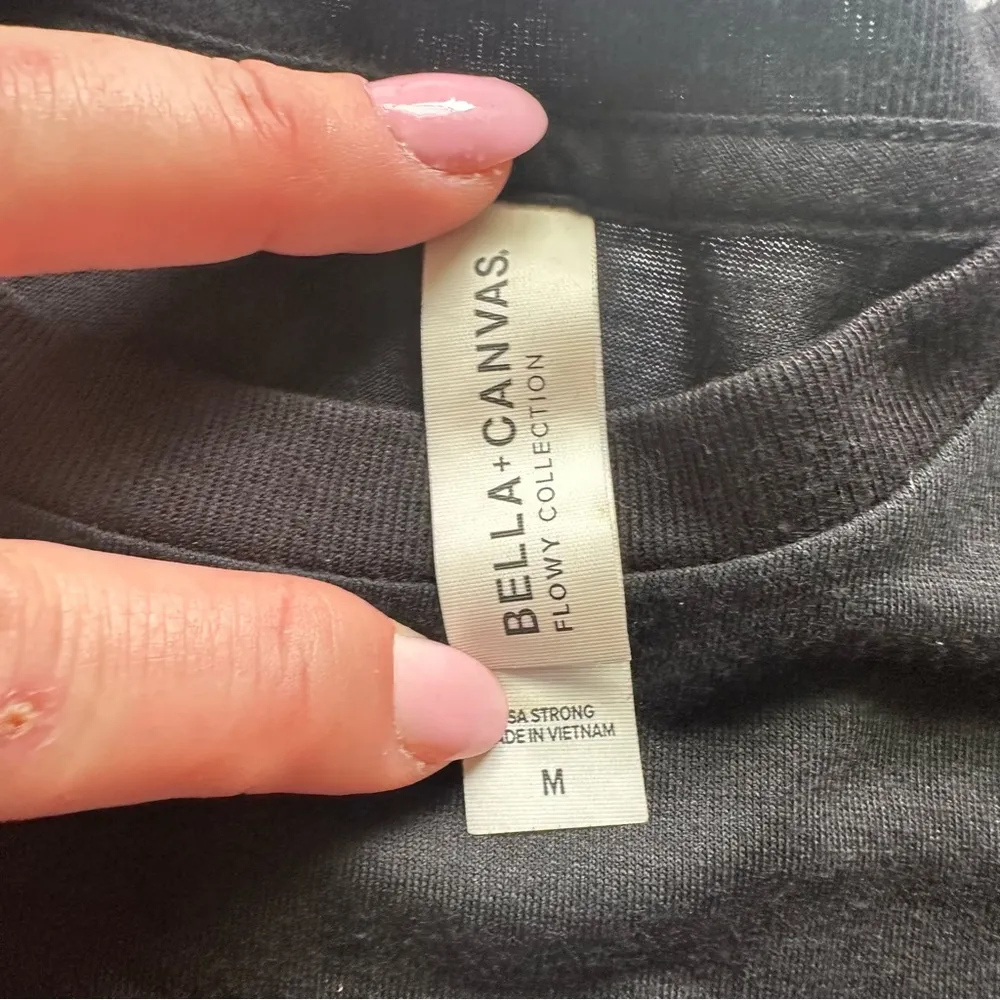 BELLA+CANVAS.
FLOWY COLLECTION
SA STRONG
ADE IN VIETNAM
M